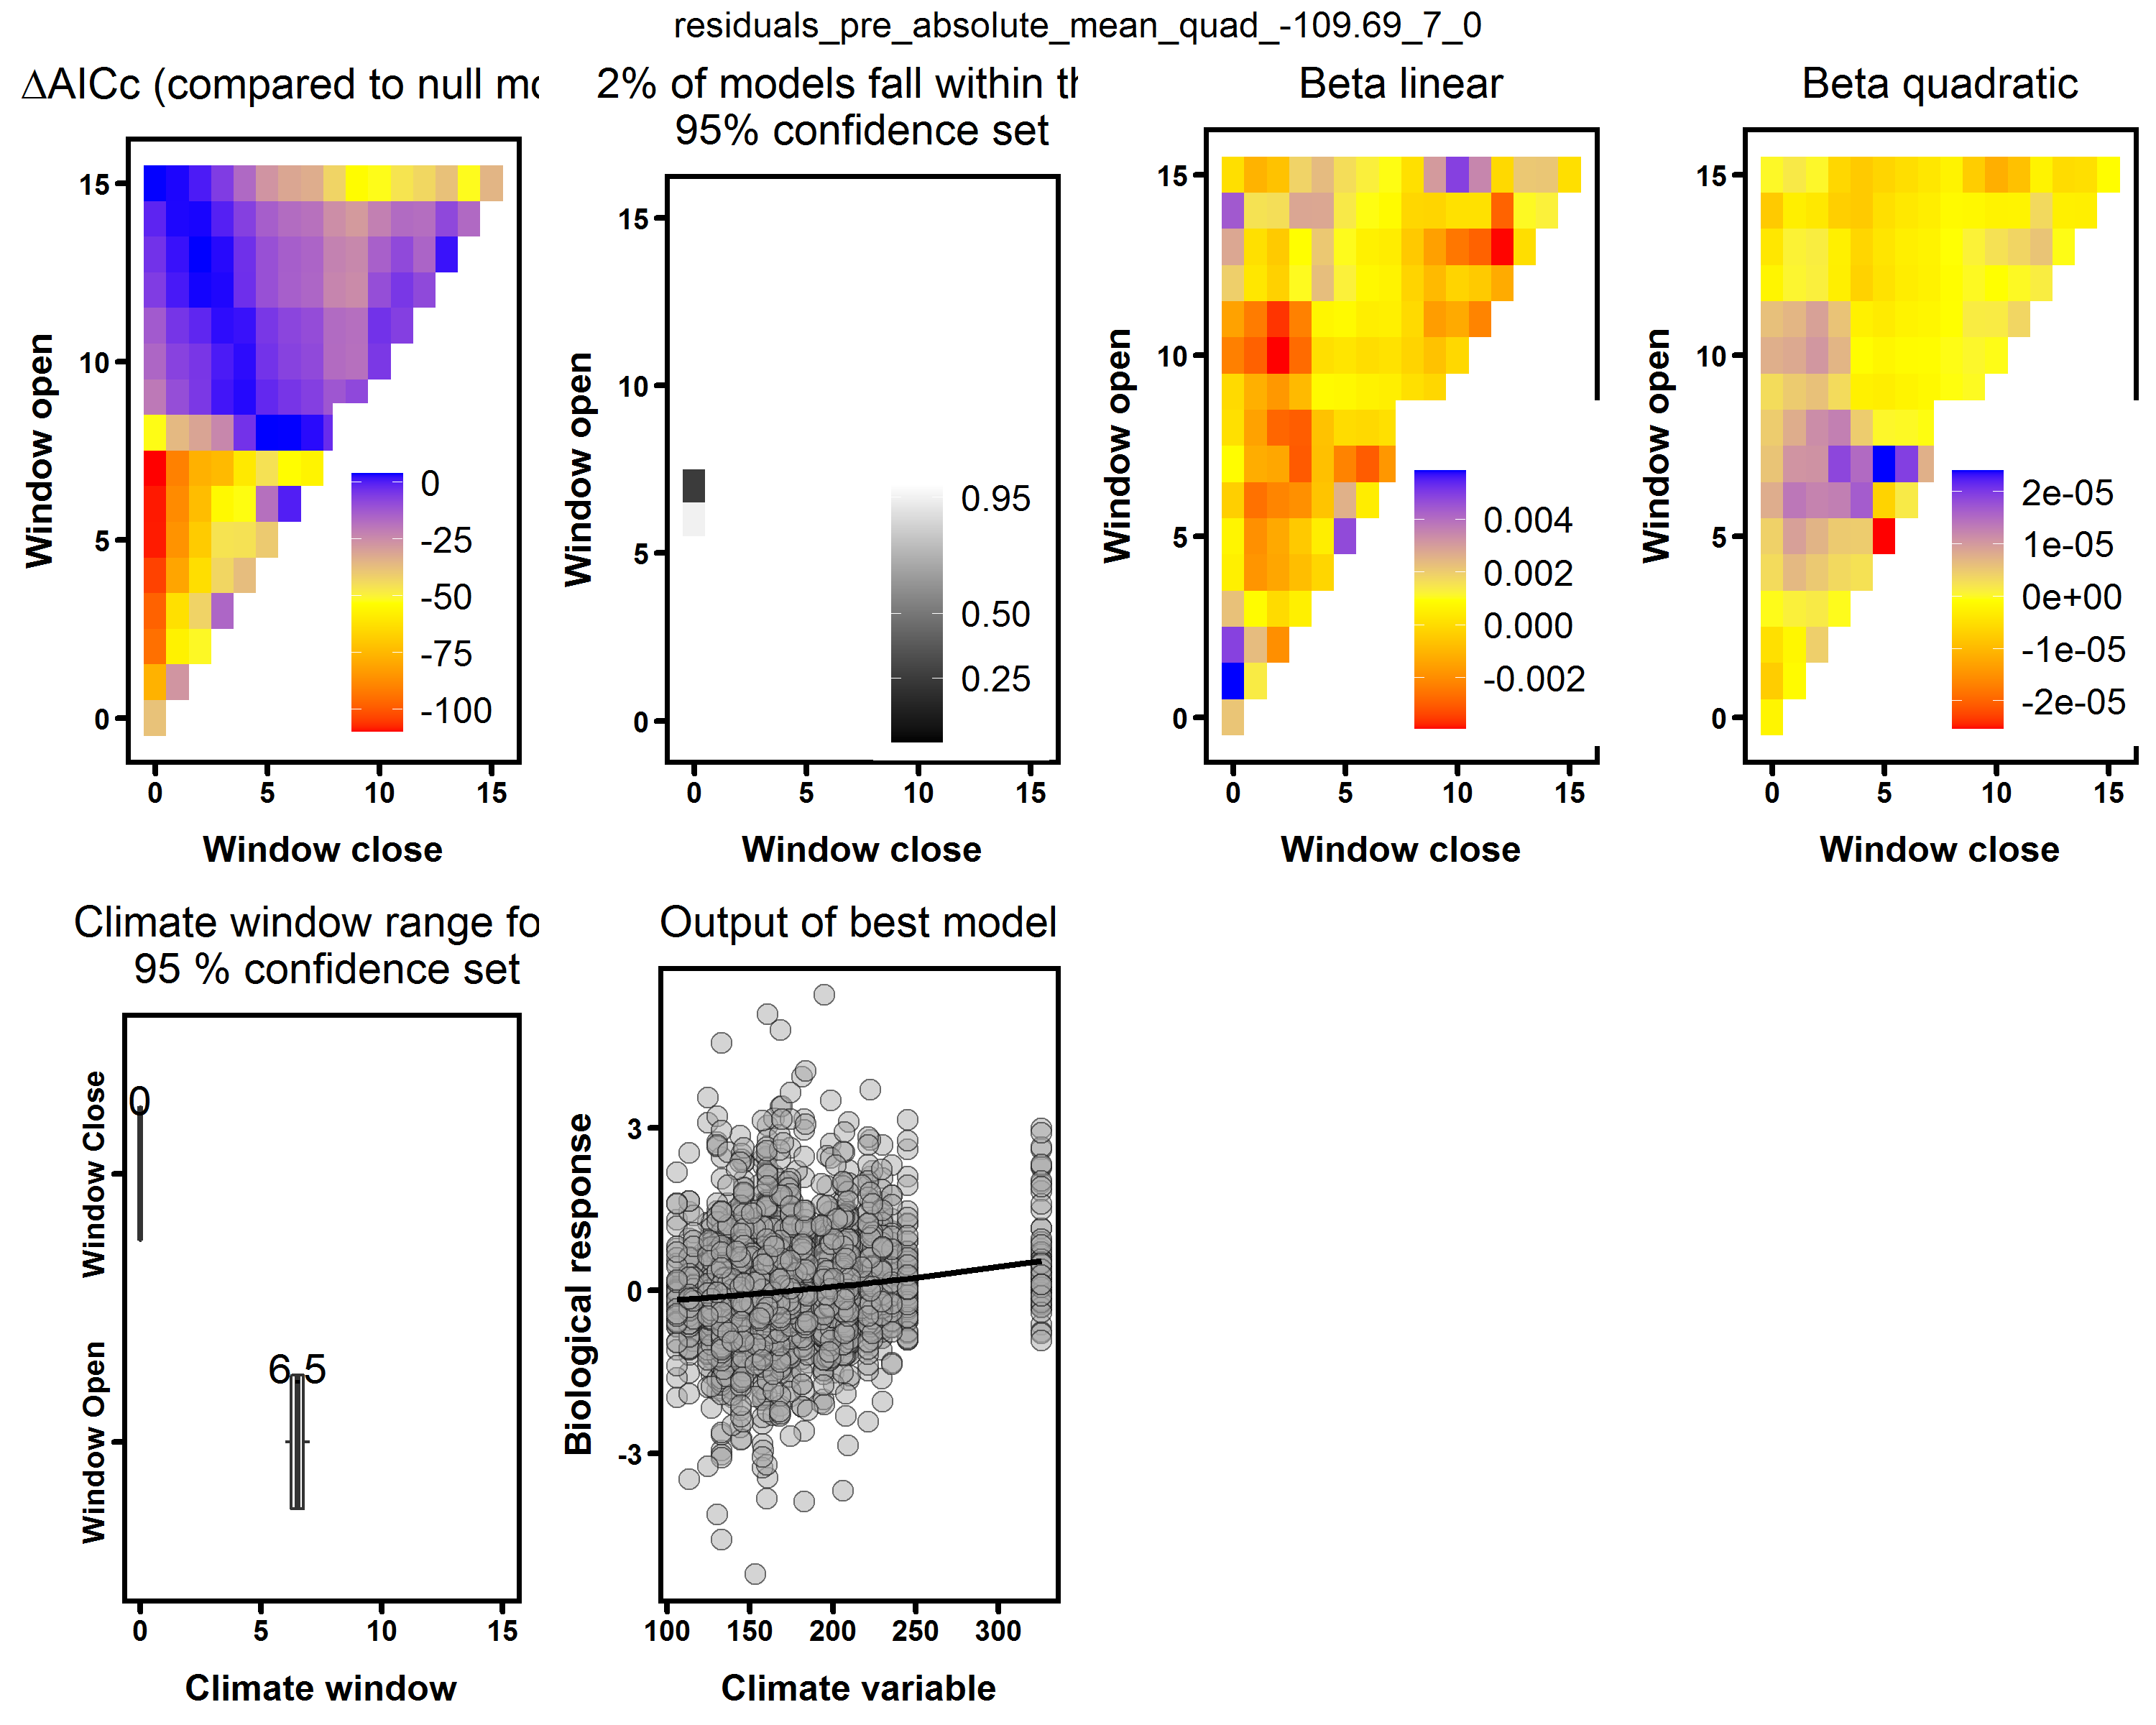 residuals_pre_absolute_mean_quad_-109.69_7_0
ΔAICc (compared to null mo
15
10
5
0
0
5
10
15
Window open
Window close
0
-25
-50
-75
-100
2% of models fall within th
95% confidence set
15
10
5
0
0
5
10
15
Window open
Window close
0.95
0.50
0.25
Beta linear
15
10
5
0
0
5
10
15
Window open
Window close
0.004
0.002
0.000
-0.002
Beta quadratic
15
10
5
0
0
5
10
15
Window open
Window close
2e-05
1e-05
0e+00
-1e-05
-2e-05
Climate window range fo
95 % confidence set
Window Close
Window Open
0
6.5
0
5
10
15
Climate window
Output of best model
Biological response
3
0
-3
100
150
200
250
300
Climate variable